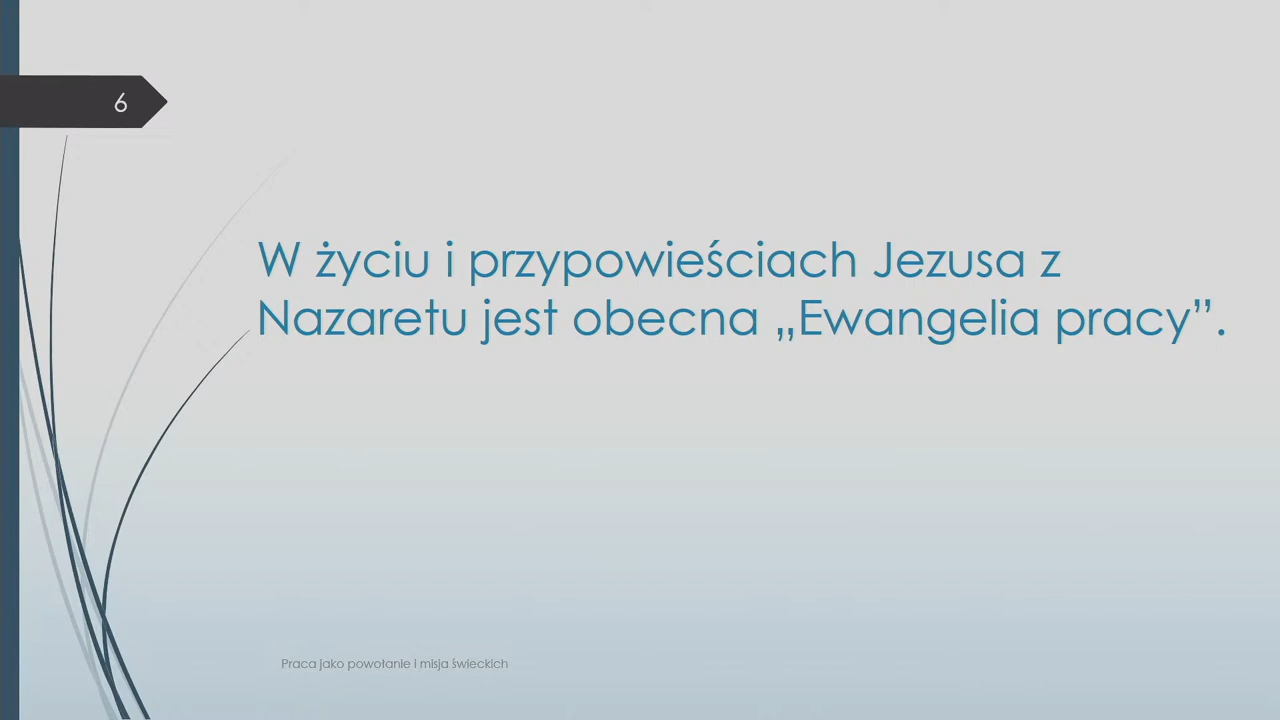 6
W życiu i przypowieściach Jezusa z
Nazaretu jest obecna „Ewangelia pracy”.
Praca jako powołanie i misja świeckich